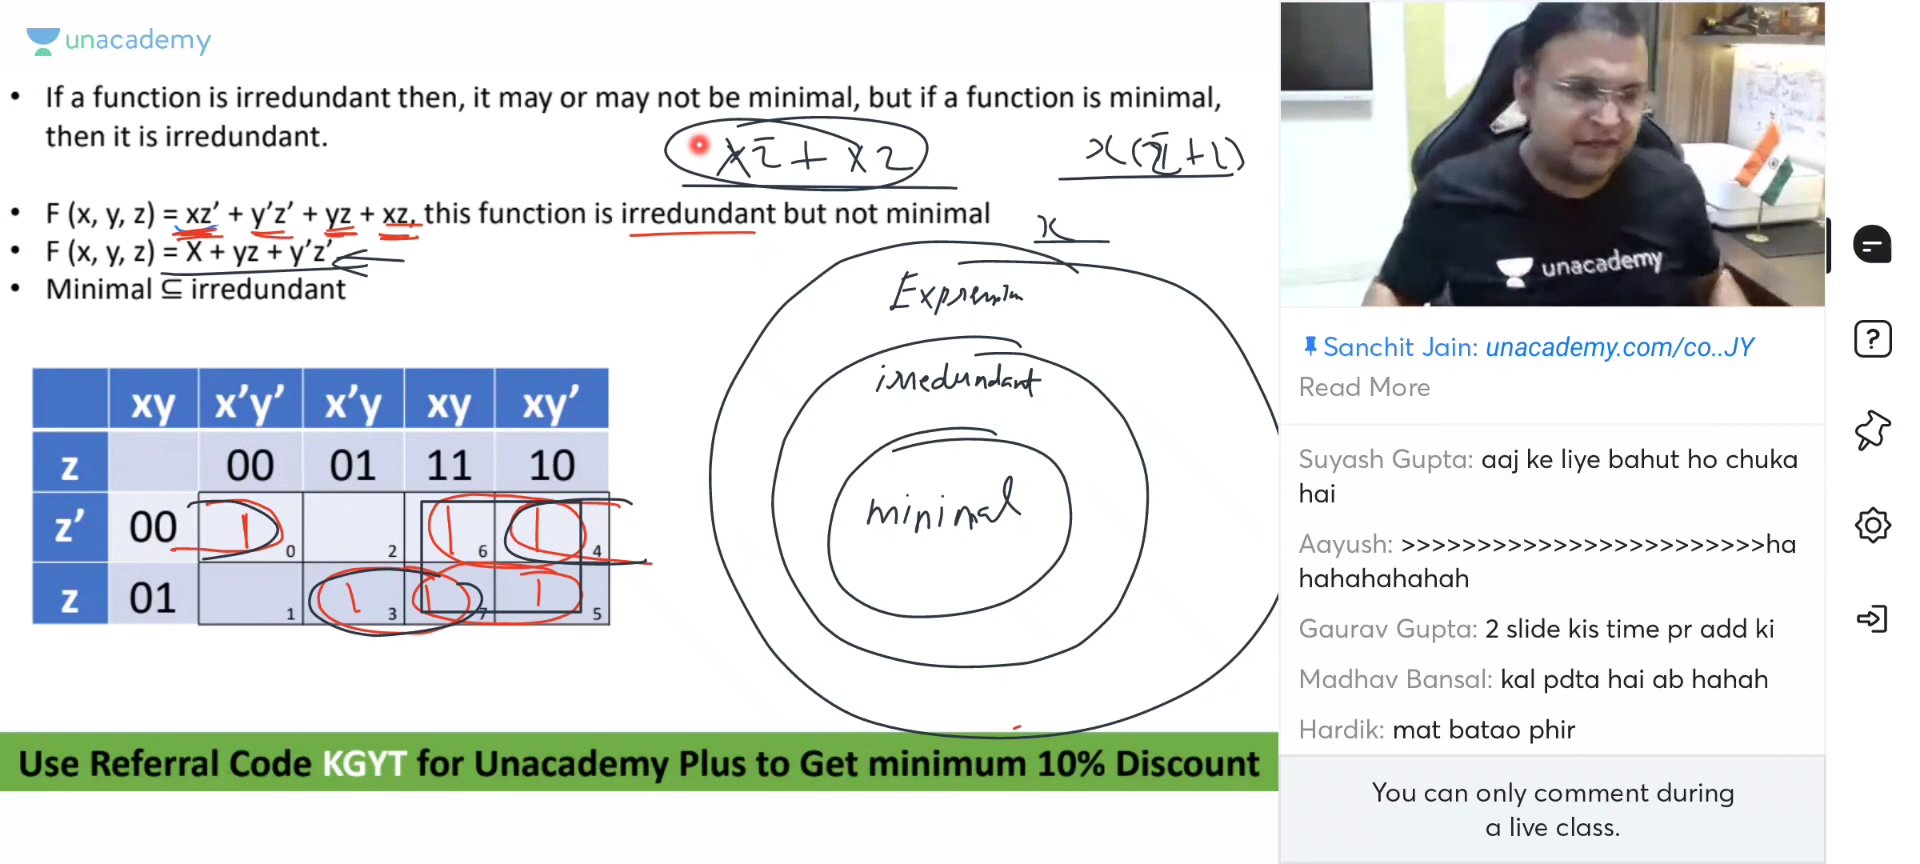 unacademy
• If a function is irredundant then, it may or may not be minimal, but if a function is minimal,
then it is irredundant.
xz̄ + xz
x(z̄+z)
• F (x, y, z) = xz’ + y’z’ + yz + xz, this function is irredundant but not minimal
x
• F (x, y, z) = X + yz + y’z’
• Minimal ⊆ irredundant
Expression
irredundant
minimal
xy x’y’ x’y xy xy’
z 00 01 11 10
z’ 00 1 0 2 1 6 1 4
z 01 1 1 3 1 7 1 5
Use Referral Code KGYT for Unacademy Plus to Get minimum 10% Discount
unacademy
Sanchit Jain: unacademy.com/co..JY
Read More
Suyash Gupta: aaj ke liye bahut ho chuka
hai
Aayush: >>>>>>>>>>>>>>>>>>>>>>>>ha
hahahahahah
Gaurav Gupta: 2 slide kis time pr add ki
Madhav Bansal: kal pdta hai ab hahah
Hardik: mat batao phir
You can only comment during
a live class.
?